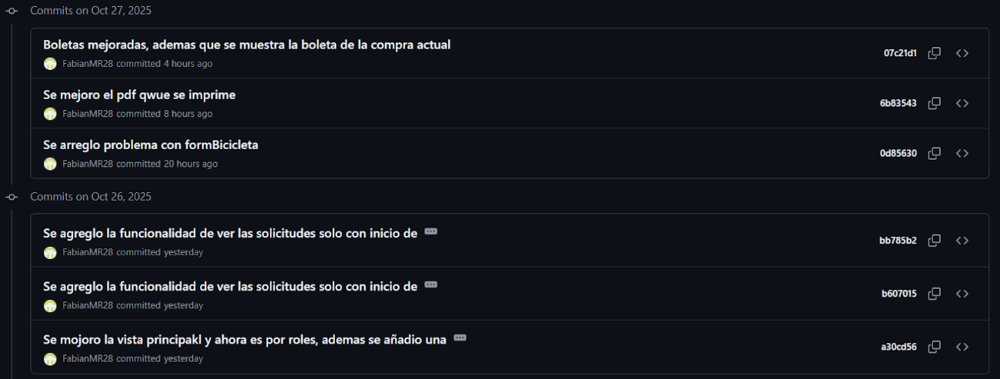 Commits on Oct 27, 2025
Boletas mejoradas, ademas que se muestra la boleta de la compra actual
07c21d1
FabianMR28 committed 4 hours ago
Se mejoro el pdf qwue se imprime
6b83543
FabianMR28 committed 8 hours ago
Se arreglo problema con formBicicleta
0d85630
FabianMR28 committed 20 hours ago
Commits on Oct 26, 2025
Se agreglo la funcionalidad de ver las solicitudes solo con inicio de
bb785b2
FabianMR28 committed yesterday
Se agreglo la funcionalidad de ver las solicitudes solo con inicio de
b607015
FabianMR28 committed yesterday
Se mojoro la vista principakl y ahora es por roles, ademas se añadio una
a30cd56
FabianMR28 committed yesterday